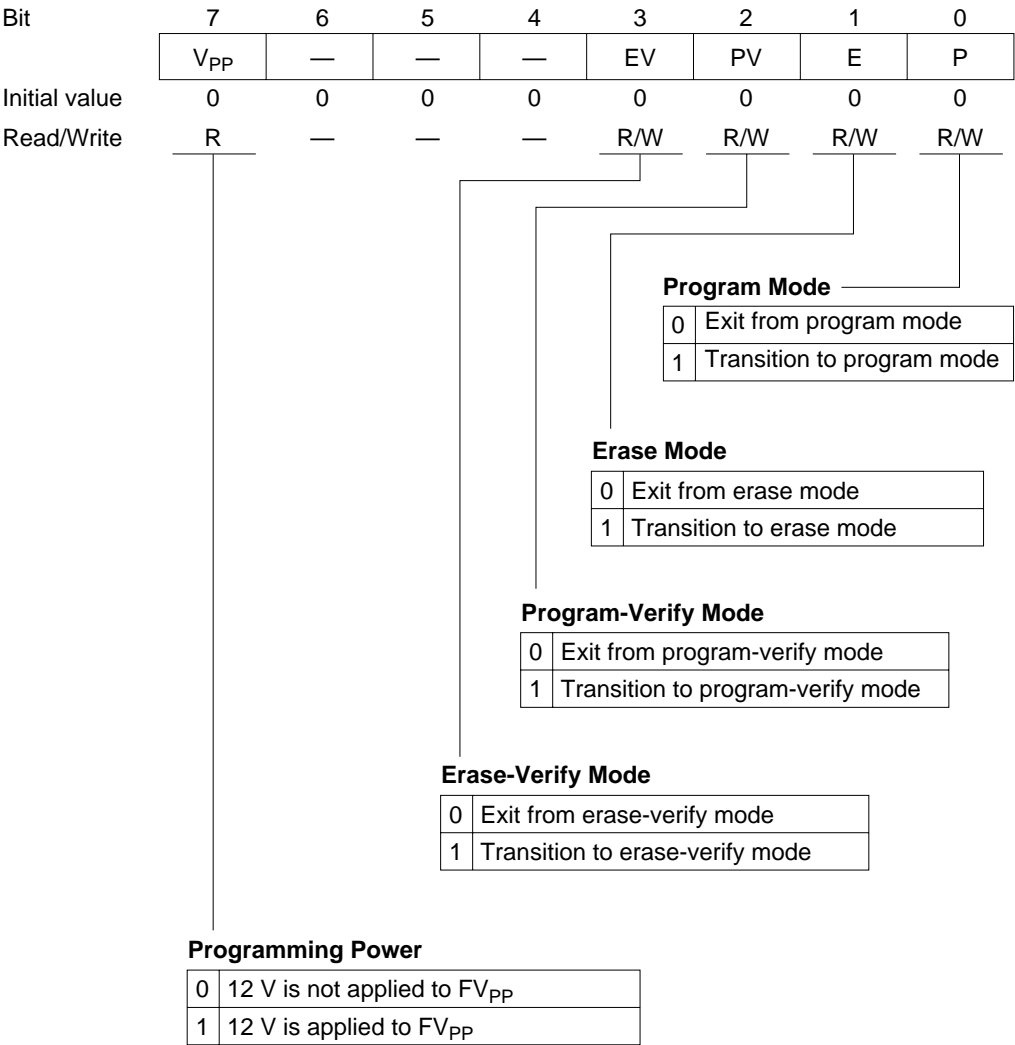 Bit 7 6 5 4 3 2 1 0
VPP — — — EV PV E P
Initial value 0 0 0 0 0 0 0 0
Read/Write R — — — R/W R/W R/W R/W
Program Mode
0 Exit from program mode
1 Transition to program mode
Erase Mode
0 Exit from erase mode
1 Transition to erase mode
Program-Verify Mode
0 Exit from program-verify mode
1 Transition to program-verify mode
Erase-Verify Mode
0 Exit from erase-verify mode
1 Transition to erase-verify mode
Programming Power
0 12 V is not applied to FVPP
1 12 V is applied to FVPP